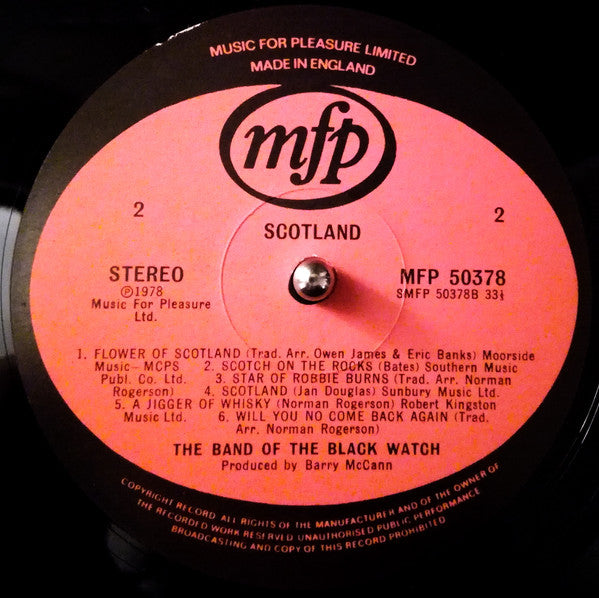 MUSIC FOR PLEASURE LIMITED
MADE IN ENGLAND
mfp
2
2
SCOTLAND
STEREO
MFP 50378
℗1978
SMFP 50378B 33⅓
Music For Pleasure
Ltd.
1. FLOWER OF SCOTLAND (Trad. Arr. Owen James & Eric Banks) Moorside
Music–MCPS 2. SCOTCH ON THE ROCKS (Bates) Southern Music
Publ. Co. Ltd. 3. STAR OF ROBBIE BURNS (Trad. Arr. Norman
Rogerson) 4. SCOTLAND (Jan Douglas) Sunbury Music Ltd.
5. A JIGGER OF WHISKY (Norman Rogerson) Robert Kingston
Music Ltd. 6. WILL YOU NO COME BACK AGAIN (Trad.
Arr. Norman Rogerson)
THE BAND OF THE BLACK WATCH
Produced by Barry McCann
COPYRIGHT RECORD ALL RIGHTS OF THE MANUFACTURER AND OF THE OWNER OF
THE RECORDED WORK RESERVED UNAUTHORISED PUBLIC PERFORMANCE
BROADCASTING AND COPY OF THIS RECORD PROHIBITED